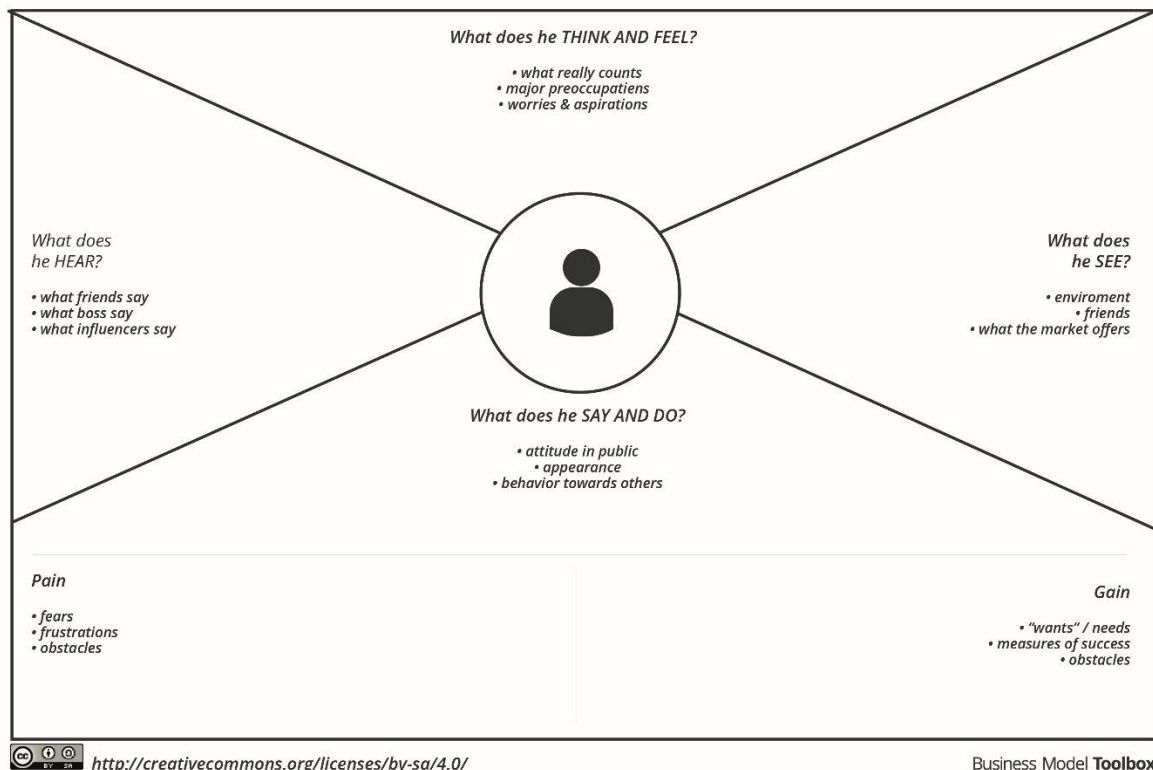 What does he THINK AND FEEL?
• what really counts
• major preoccupatiens
• worries & aspirations
What does
he HEAR?
• what friends say
• what boss say
• what influencers say
What does
he SEE?
• enviroment
• friends
• what the market offers
What does he SAY AND DO?
• attitude in public
• appearance
• behavior towards others
Pain
• fears
• frustrations
• obstacles
Gain
• “wants“ / needs
• measures of success
• obstacles
cc BY SA http://creativecommons.org/licenses/by-sa/4.0/
Business Model Toolbox